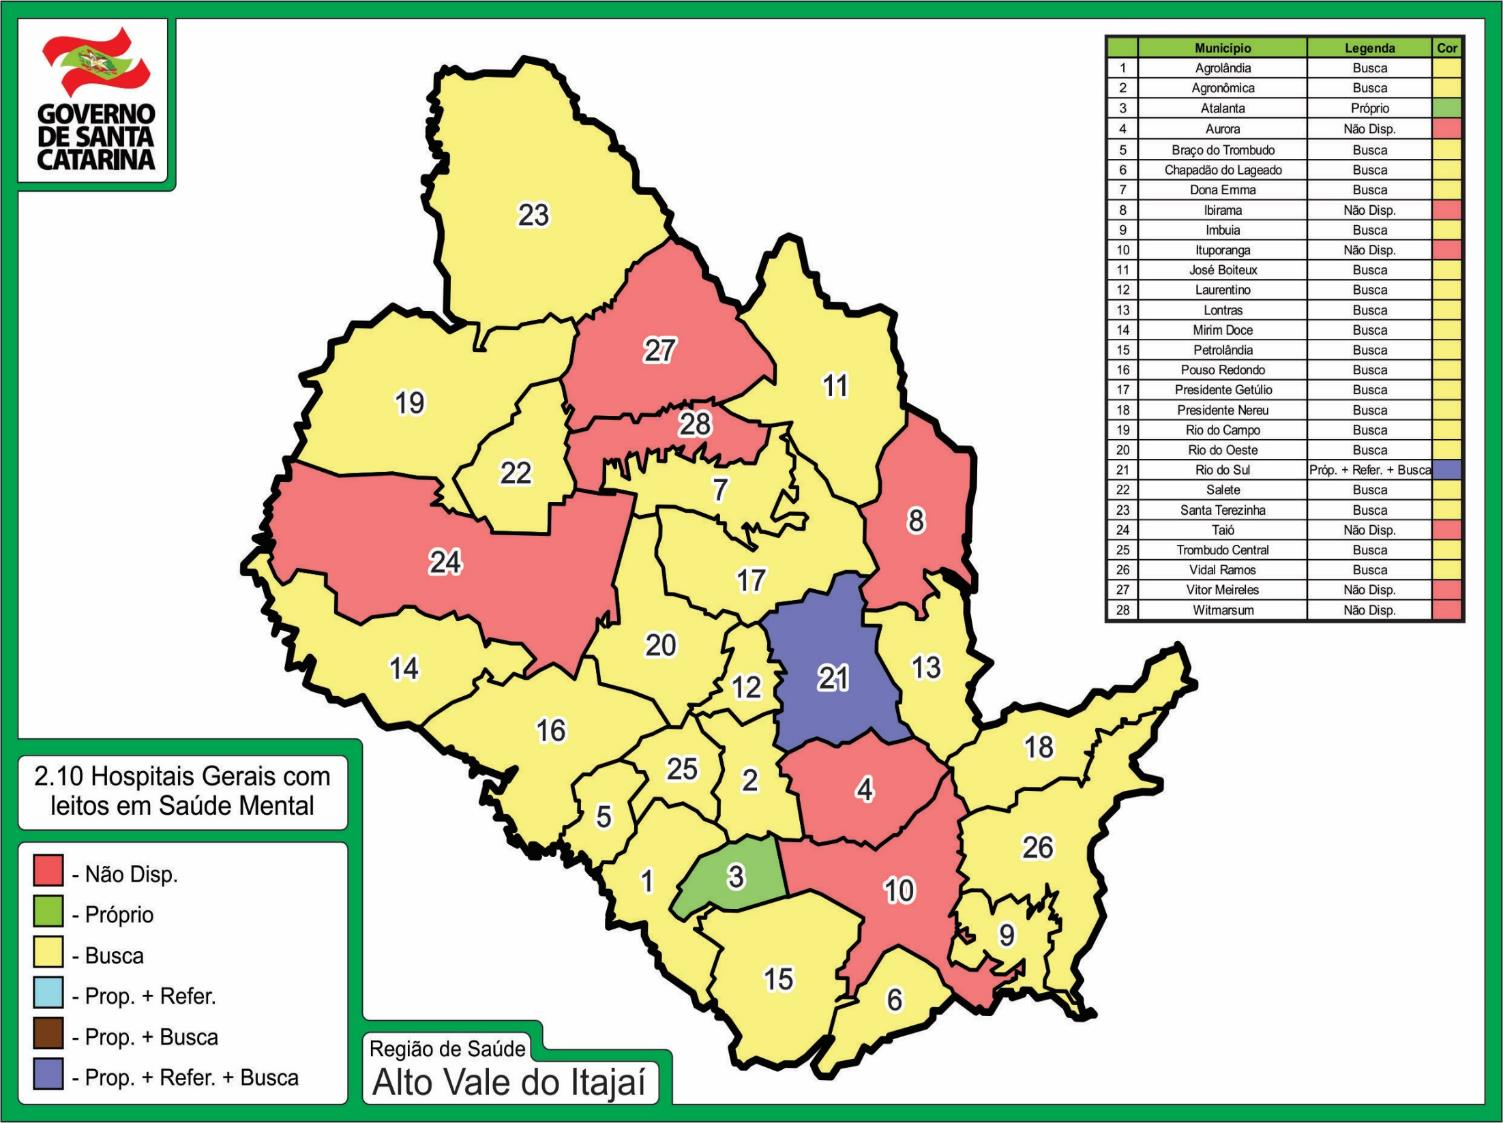 GOVERNO
DE SANTA
CATARINA
Município Legenda Cor
1 Agrolândia Busca
2 Agronômica Busca
3 Atalanta Próprio
4 Aurora Não Disp.
5 Braço do Trombudo Busca
6 Chapadão do Lageado Busca
7 Dona Emma Busca
8 Ibirama Não Disp.
9 Imbuia Busca
10 Ituporanga Não Disp.
11 José Boiteux Busca
12 Laurentino Busca
13 Lontras Busca
14 Mirim Doce Busca
15 Petrolândia Busca
16 Pouso Redondo Busca
17 Presidente Getúlio Busca
18 Presidente Nereu Busca
19 Rio do Campo Busca
20 Rio do Oeste Busca
21 Rio do Sul Próp. + Refer. + Busca
22 Salete Busca
23 Santa Terezinha Busca
24 Taió Não Disp.
25 Trombudo Central Busca
26 Vidal Ramos Busca
27 Vitor Meireles Não Disp.
28 Witmarsum Não Disp.
23
27
11
19
28
22
7
8
24
17
20
14
12
21
13
16
18
25
2
4
5
26
1
3
10
9
15
6
2.10 Hospitais Gerais com
leitos em Saúde Mental
- Não Disp.
- Próprio
- Busca
- Prop. + Refer.
- Prop. + Busca
- Prop. + Refer. + Busca
Região de Saúde
Alto Vale do Itajaí